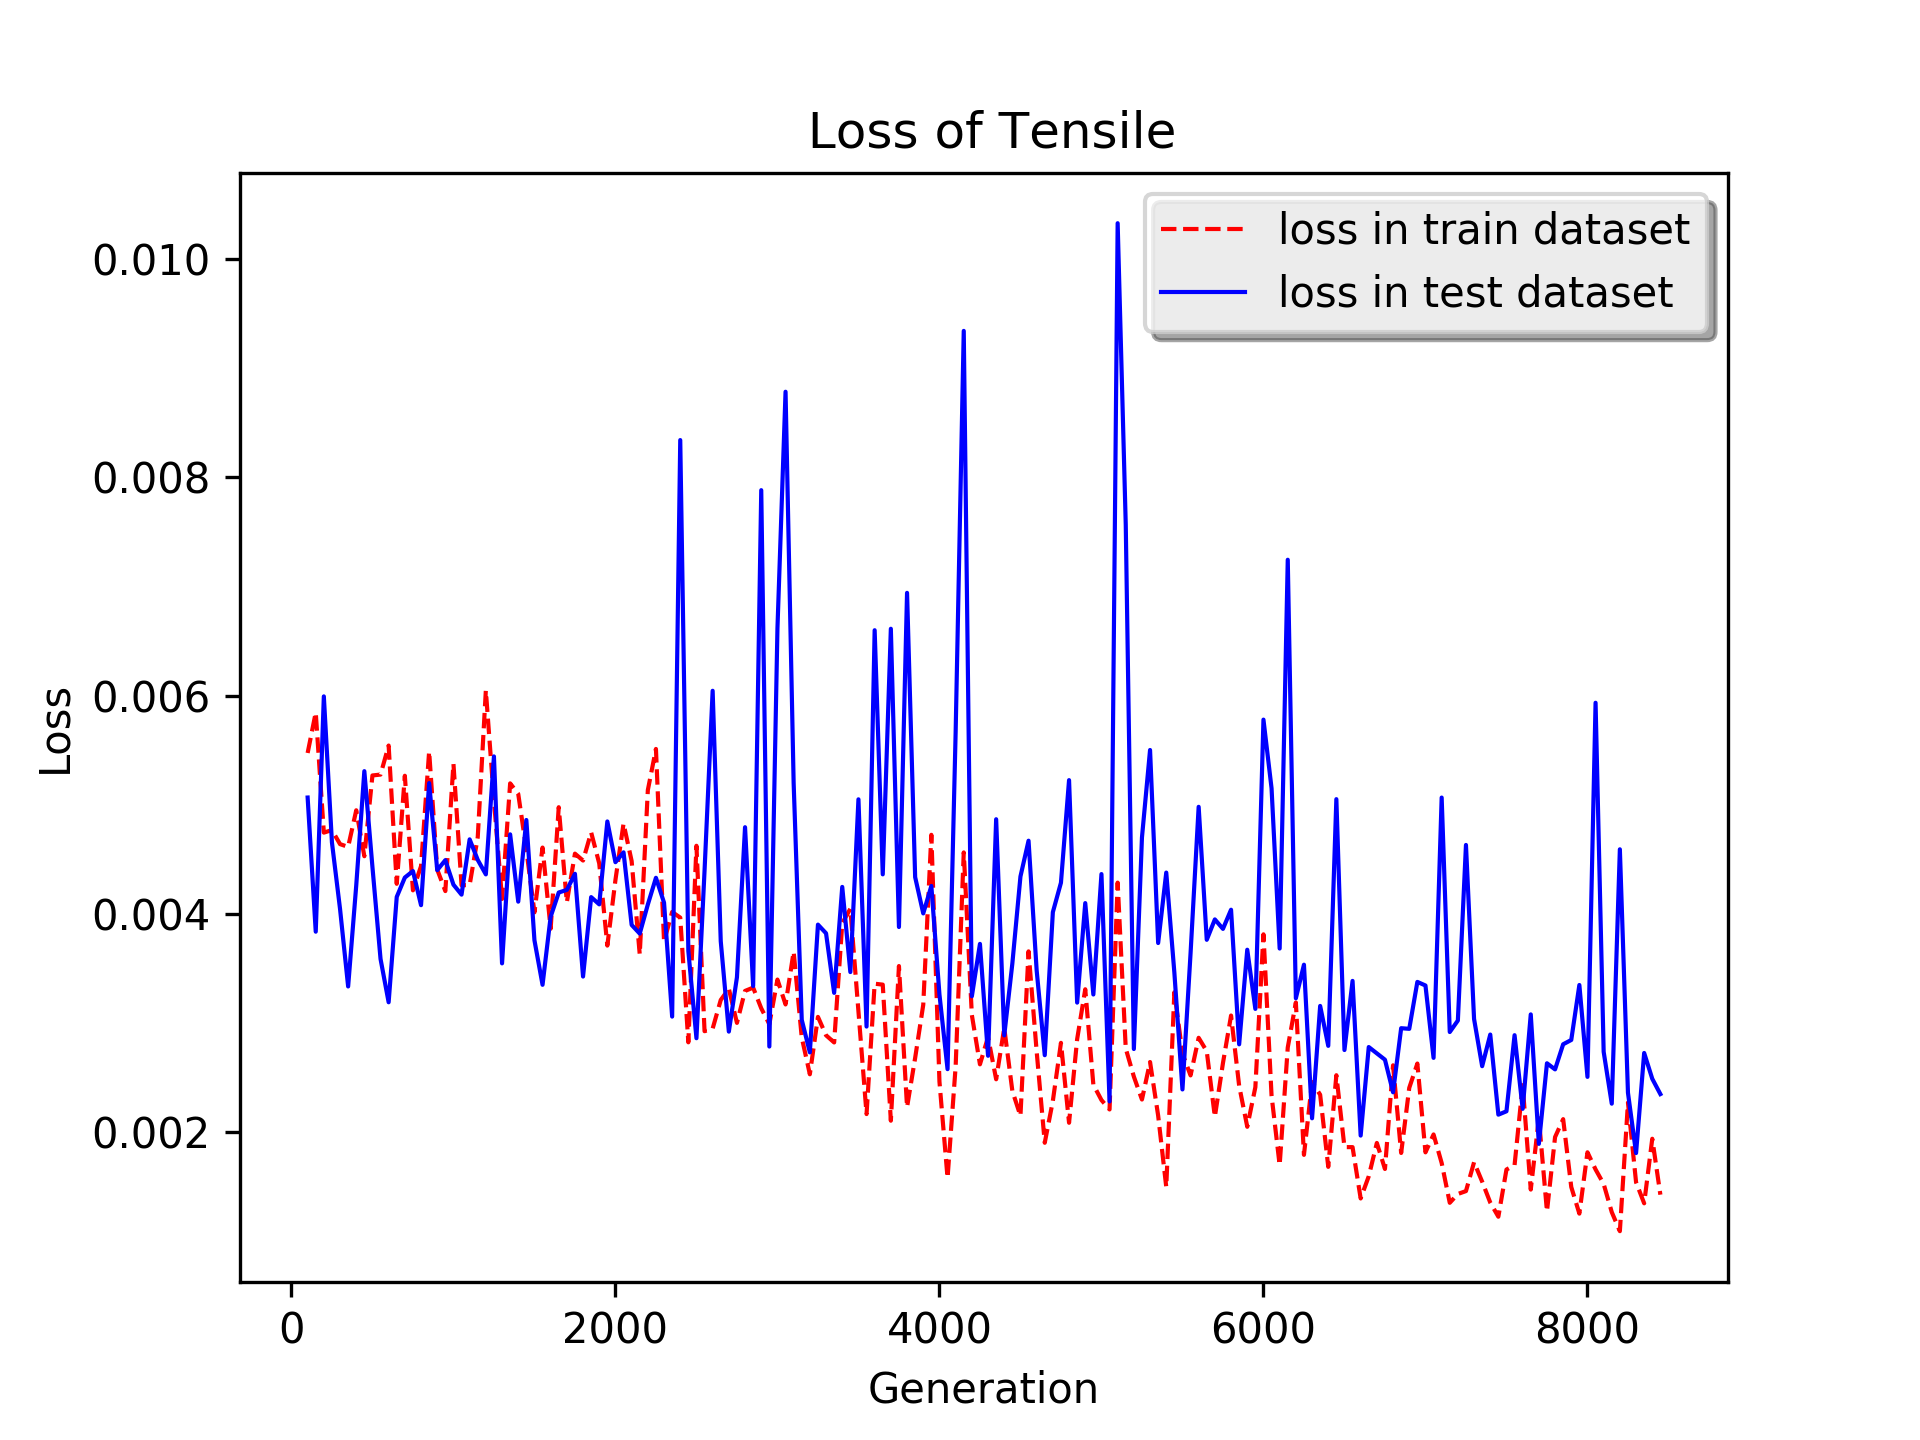 Loss of Tensile
loss in train dataset
loss in test dataset
0.010
0.008
0.006
0.004
0.002
Loss
0 2000 4000 6000 8000
Generation